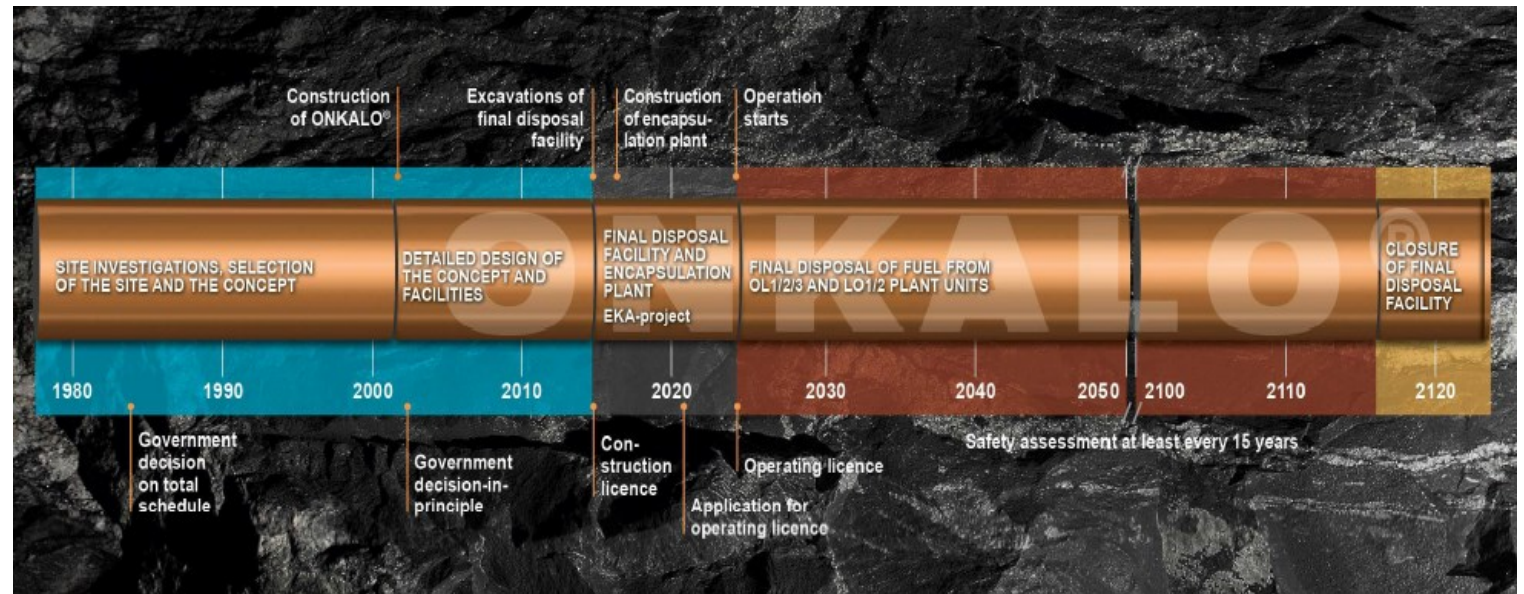 Construction
of ONKALO®
Excavations of
final disposal
facility
Construction
of encapsu-
lation plant
Operation
starts
ONKALO®
SITE INVESTIGATIONS, SELECTION
OF THE SITE AND THE CONCEPT
DETAILED DESIGN OF
THE CONCEPT AND
FACILITIES
FINAL DISPOSAL
FACILITY AND
ENCAPSULATION
PLANT
EKA-project
FINAL DISPOSAL OF FUEL FROM
OL1/2/3 AND LO1/2 PLANT UNITS
CLOSURE
OF FINAL
DISPOSAL
FACILITY
1980 1990 2000 2010 2020 2030 2040 2050 2100 2110 2120
Government
decision
on total
schedule
Government
decision-in-
principle
Con-
struction
licence
Application for
operating licence
Operating licence
Safety assessment at least every 15 years